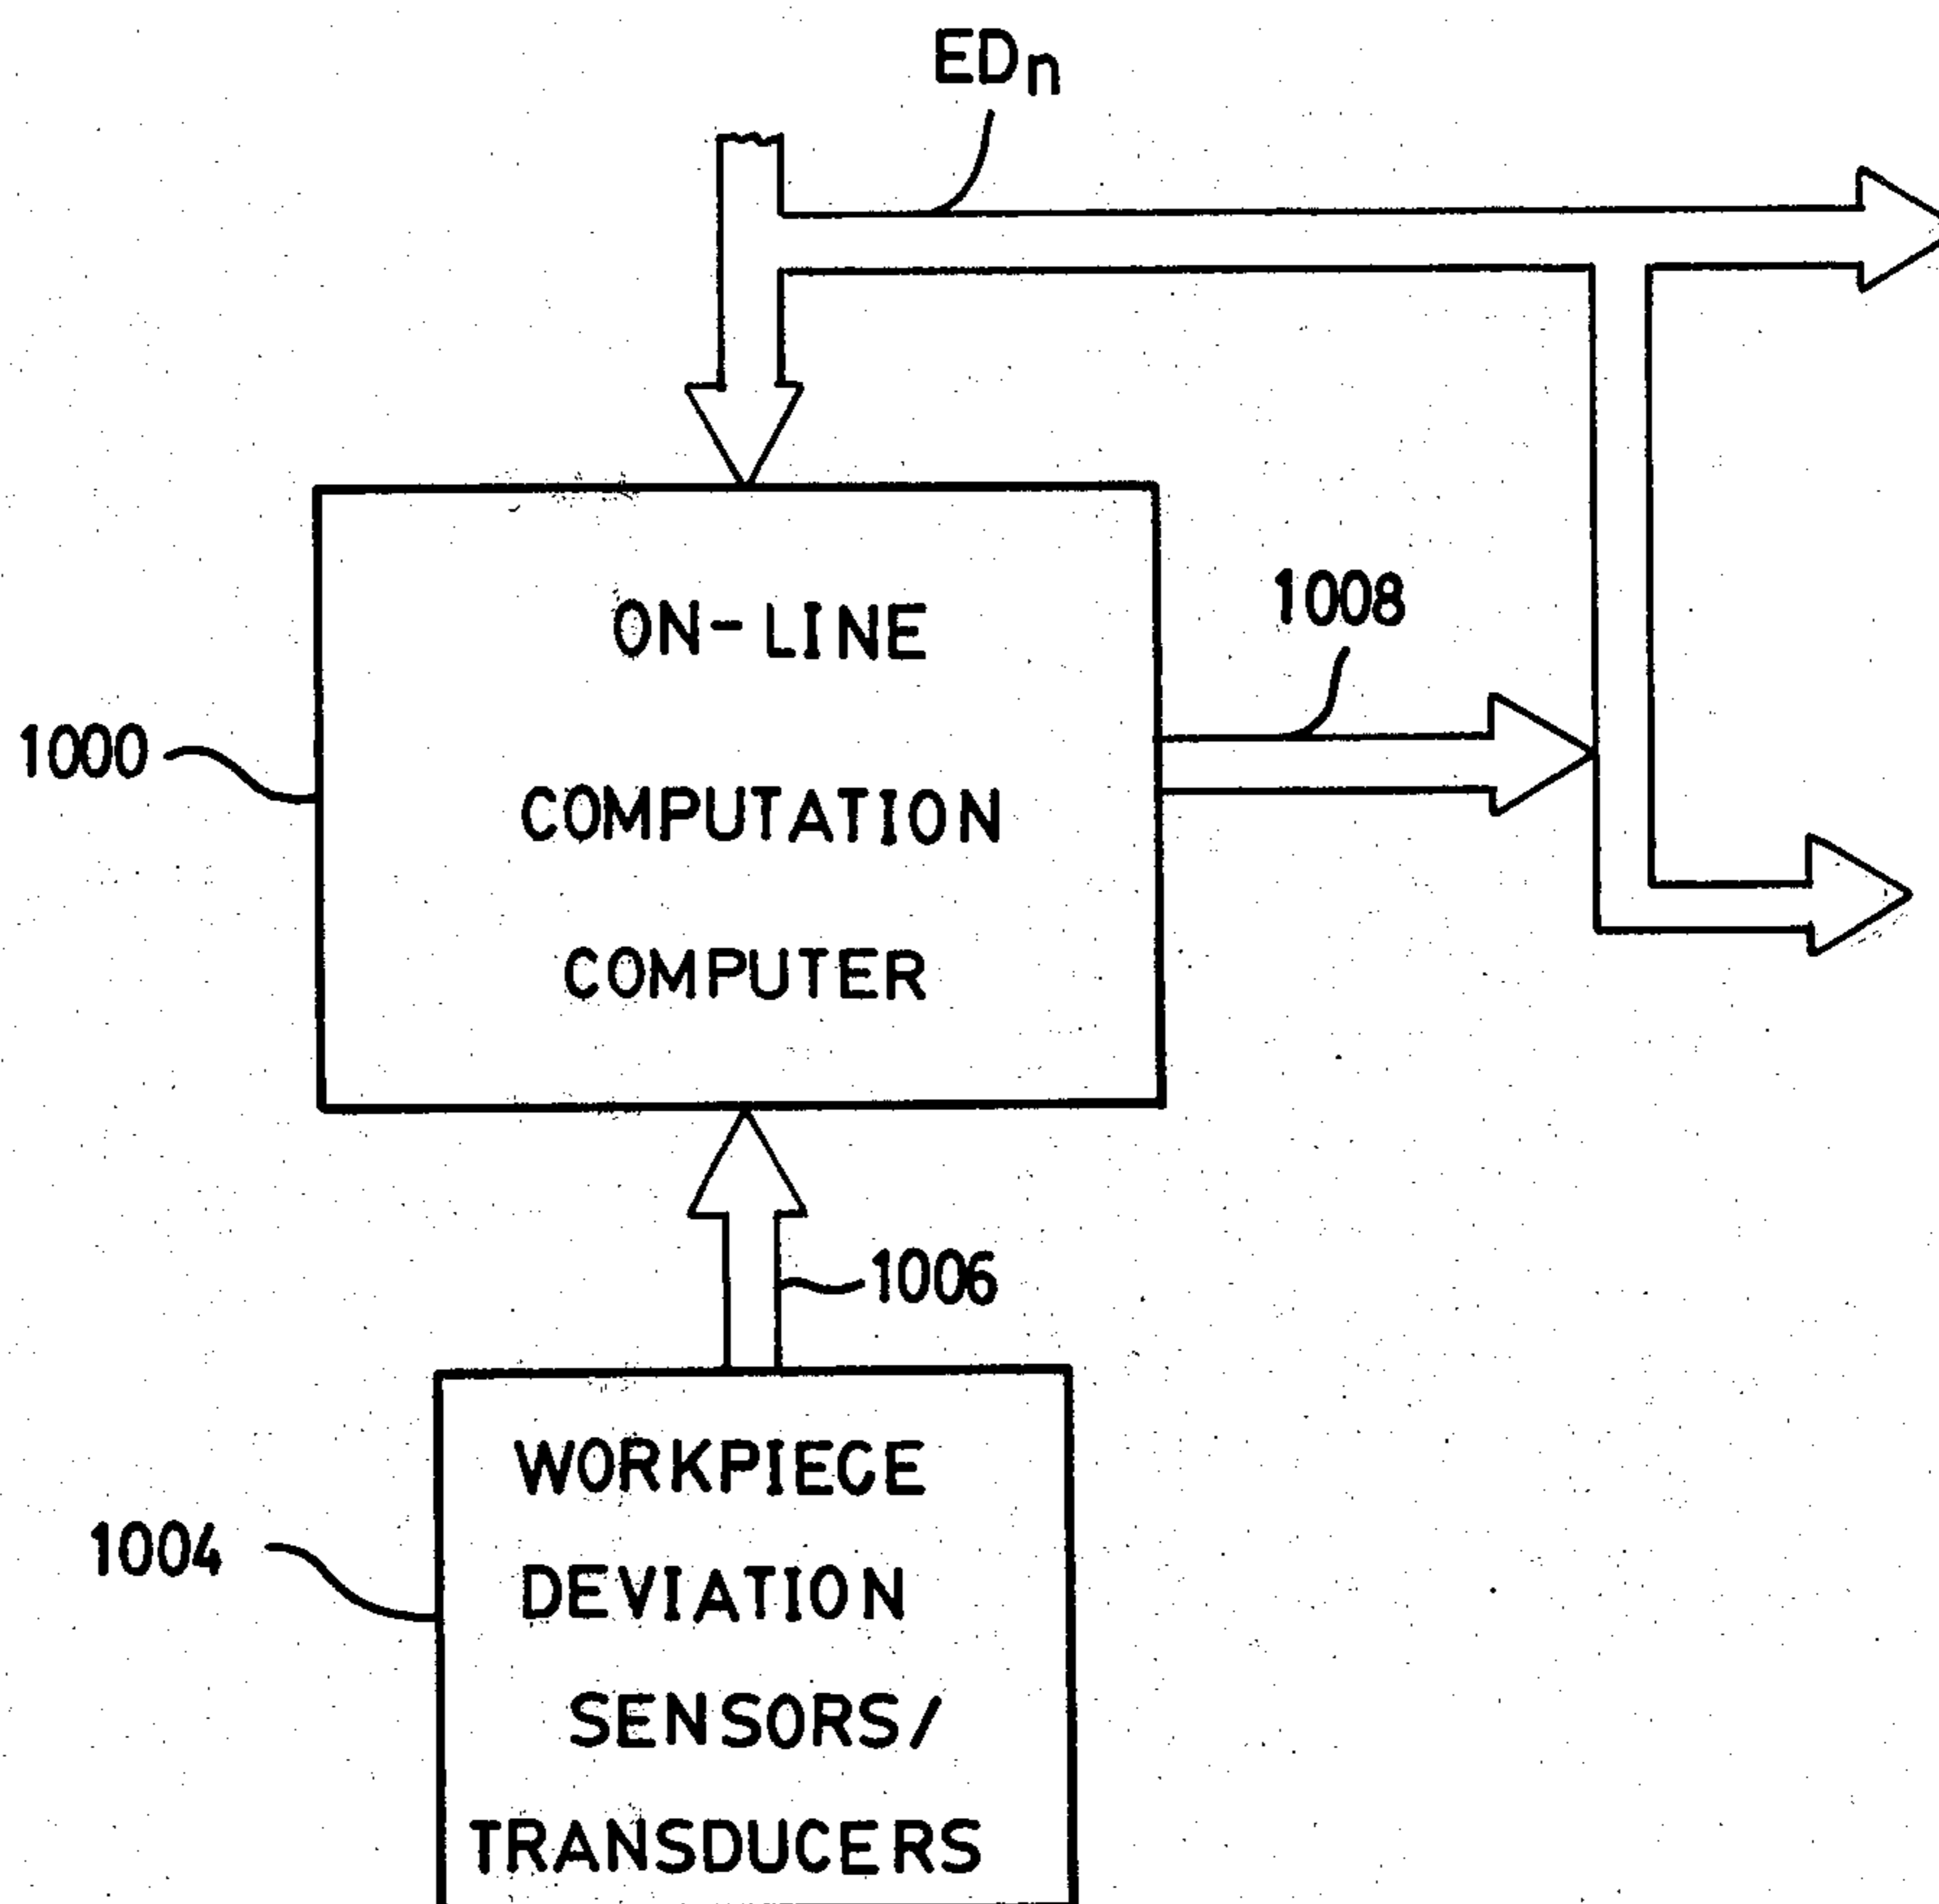 EDn
1008
ON-LINE
1000
COMPUTATION
COMPUTER
1006
WORKPIECE
1004
DEVIATION
SENSORS/
TRANSDUCERS